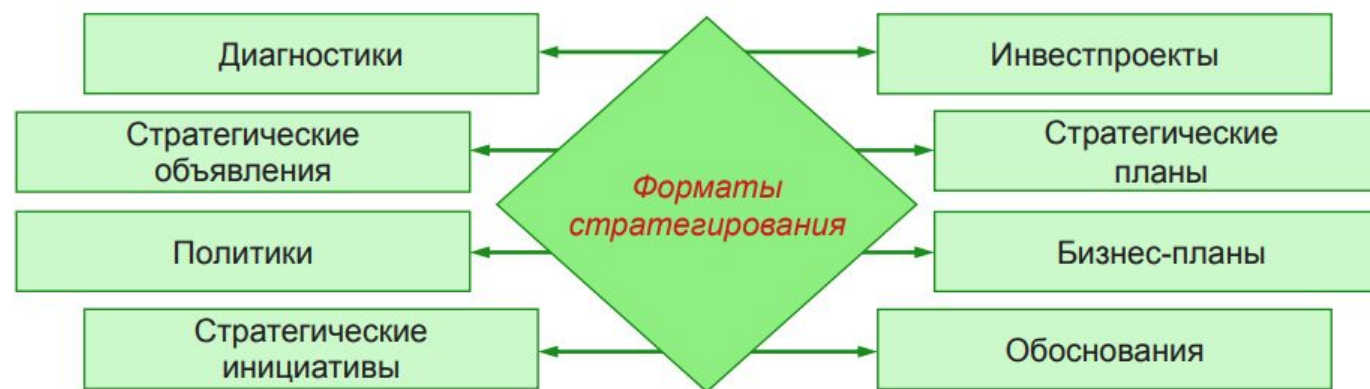 Диагностики
Инвестпроекты
Стратегические
объявления
Стратегические
планы
Форматы
стратегирования
Политики
Бизнес-планы
Стратегические
инициативы
Обоснования